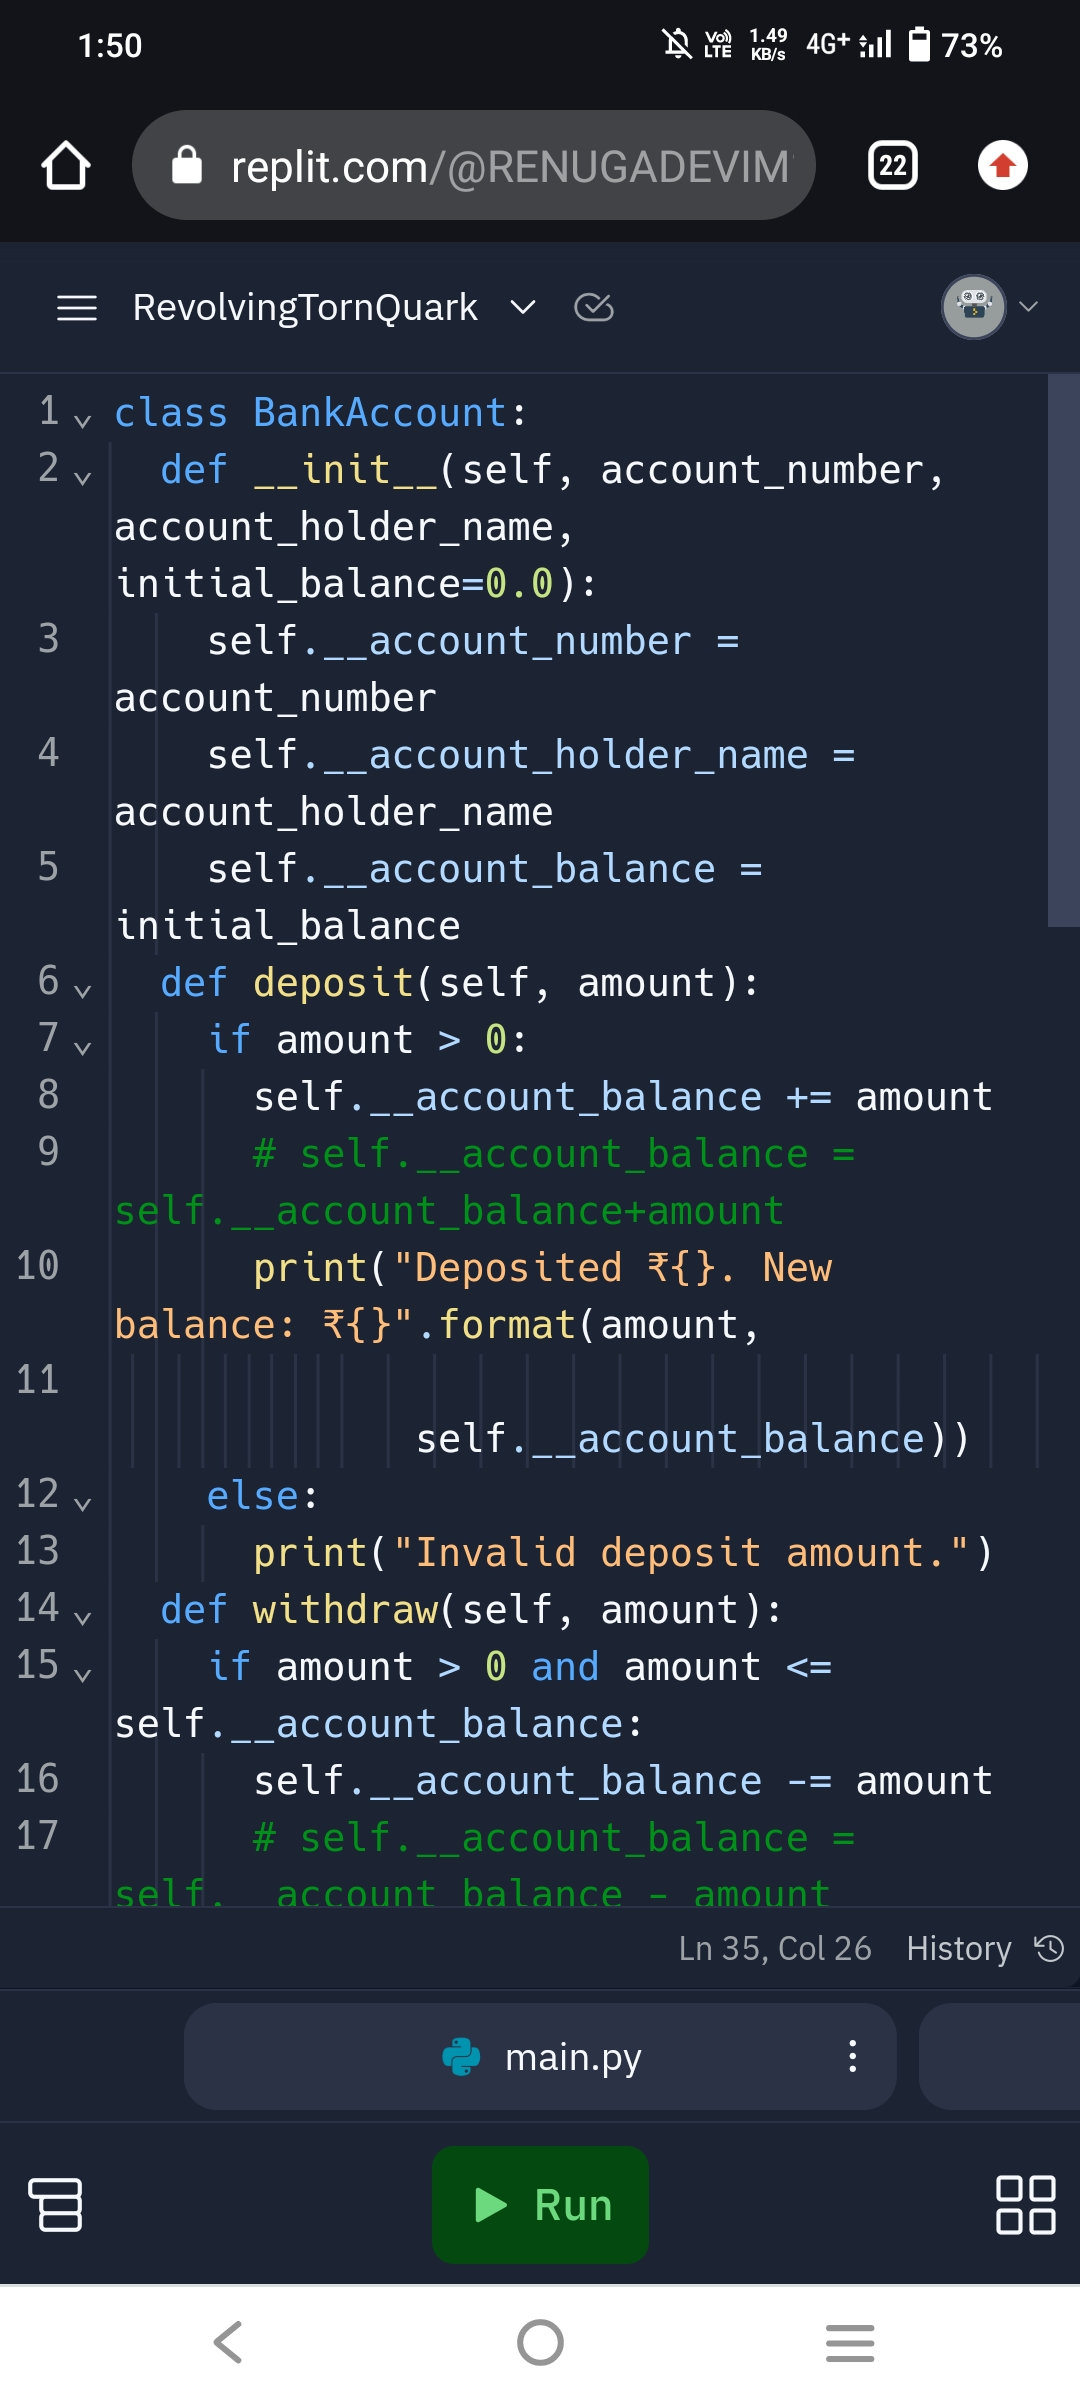 1:50
Vo))
LTE
1.49
KB/s
4G+
73%
replit.com/@RENUGADEVIM
22
RevolvingTornQuark
1 class BankAccount:
2 def __init__(self, account_number,
account_holder_name,
initial_balance=0.0):
3 self.__account_number =
account_number
4 self.__account_holder_name =
account_holder_name
5 self.__account_balance =
initial_balance
6 def deposit(self, amount):
7 if amount > 0:
8 self.__account_balance += amount
9 # self.__account_balance =
self.__account_balance+amount
10 print("Deposited ₹{}. New
balance: ₹{}".format(amount,
11
self.__account_balance))
12 else:
13 print("Invalid deposit amount.")
14 def withdraw(self, amount):
15 if amount > 0 and amount <=
self.__account_balance:
16 self.__account_balance -= amount
17 # self.__account_balance =
self.__account_balance - amount
Ln 35, Col 26 History
main.py
Run